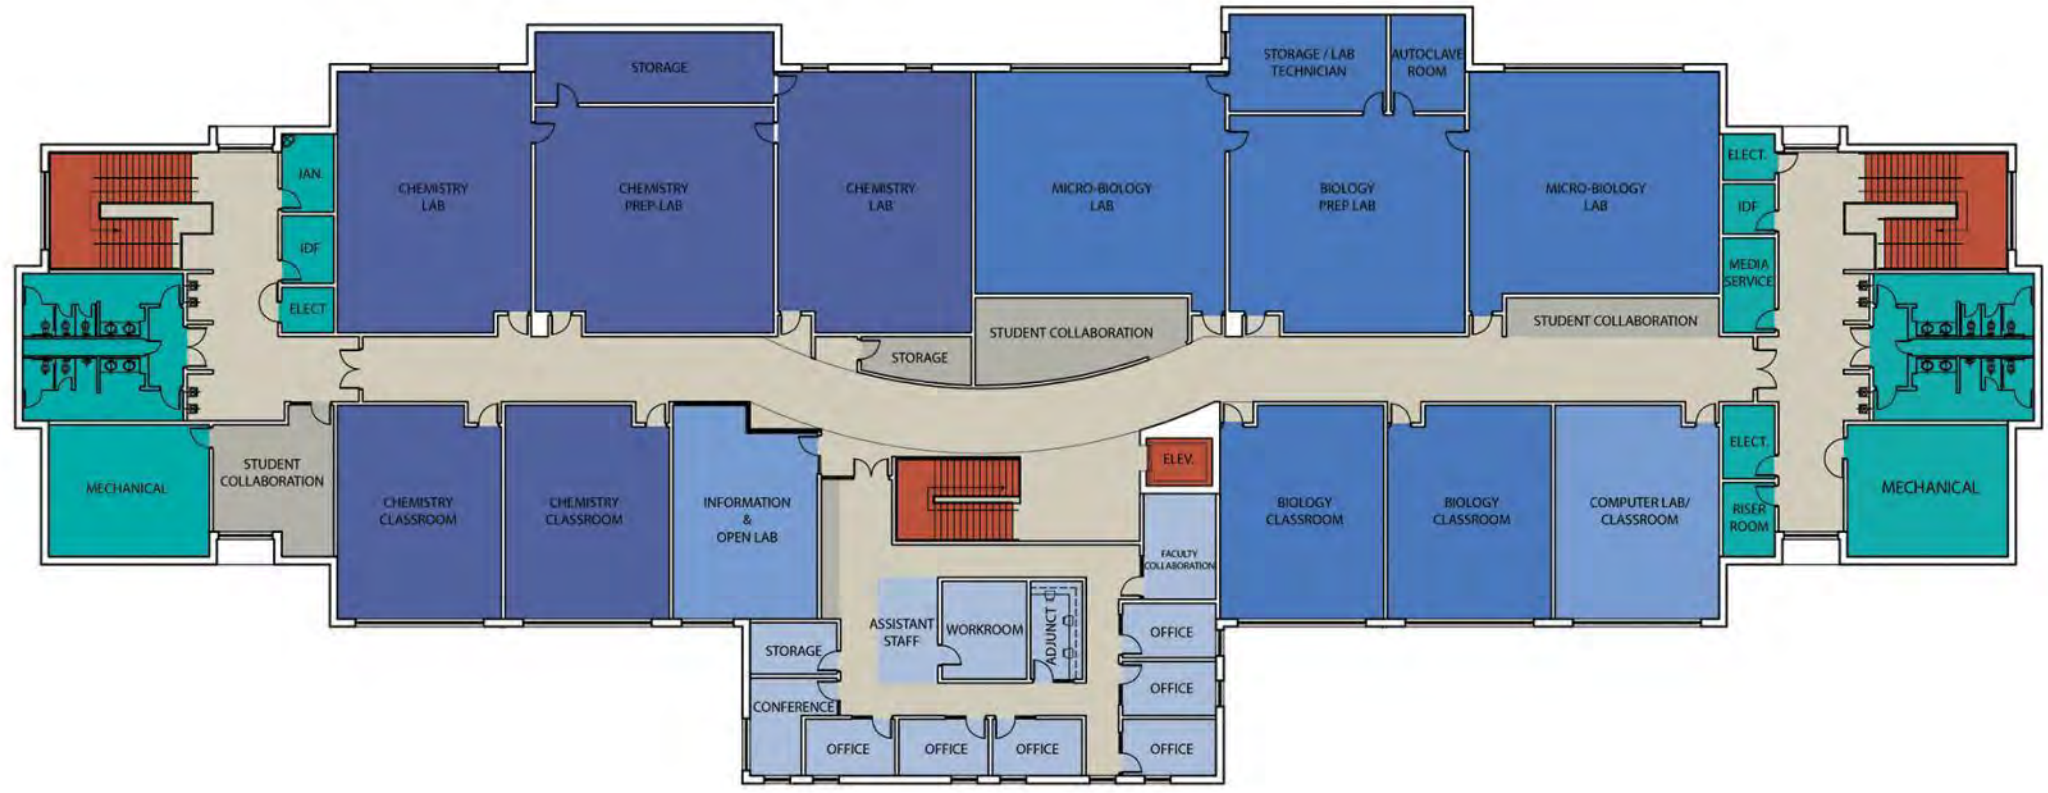 STORAGE
STORAGE / LAB
TECHNICIAN
AUTOCLAVE
ROOM
JAN.
CHEMISTRY
LAB
CHEMISTRY
PREP-LAB
CHEMISTRY
LAB
MICRO-BIOLOGY
LAB
BIOLOGY
PREP LAB
MICRO-BIOLOGY
LAB
ELECT.
IDF
IDF
MEDIA
SERVICE
ELECT
STUDENT COLLABORATION
STUDENT COLLABORATION
STORAGE
MECHANICAL
STUDENT
COLLABORATION
CHEMISTRY
CLASSROOM
CHEMISTRY
CLASSROOM
INFORMATION
&
OPEN LAB
ELEV.
FACULTY
COLLABORATION
BIOLOGY
CLASSROOM
BIOLOGY
CLASSROOM
COMPUTER LAB/
CLASSROOM
ELECT.
RISER
ROOM
MECHANICAL
ASSISTANT
STAFF
WORKROOM
ADJUNCT
OFFICE
STORAGE
OFFICE
CONFERENCE
OFFICE
OFFICE
OFFICE
OFFICE